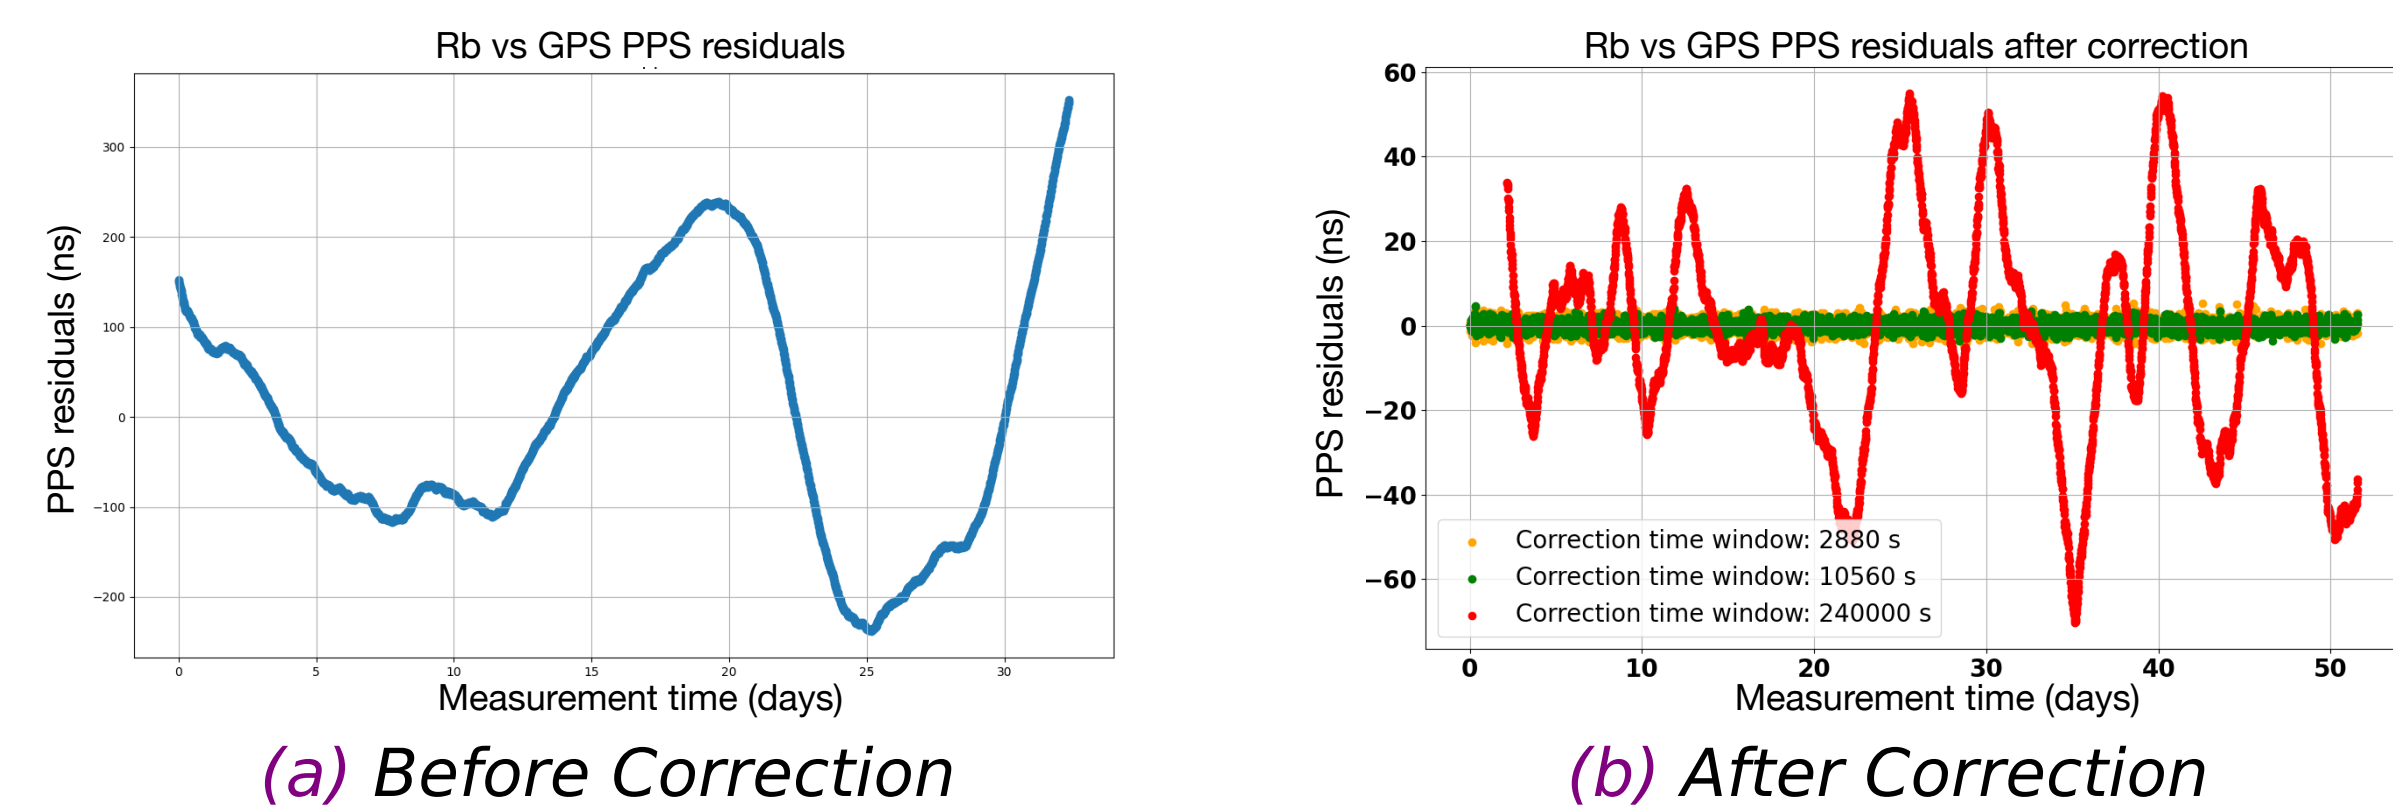 Rb vs GPS PPS residuals
PPS residuals (ns)
300
200
100
0
−100
−200
0 5 10 15 20 25 30
Measurement time (days)
(a) Before Correction
Rb vs GPS PPS residuals after correction
PPS residuals (ns)
60
40
20
0
−20
−40
−60
Correction time window: 2880 s
Correction time window: 10560 s
Correction time window: 240000 s
0 10 20 30 40 50
Measurement time (days)
(b) After Correction